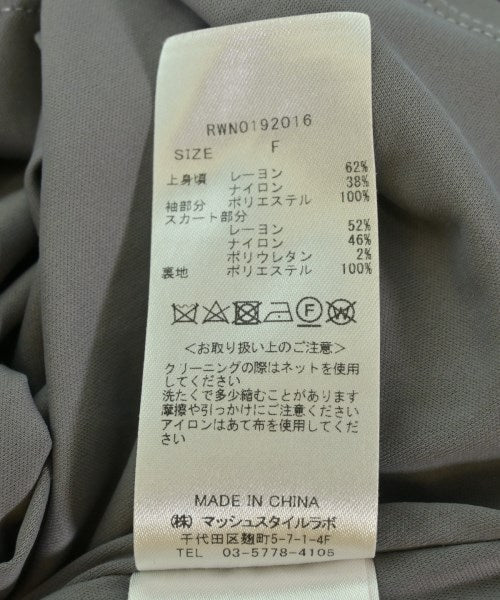 RWNO192016
SIZE F
上身頃 レーヨン 62%
ナイロン 38%
袖部分 ポリエステル 100%
スカート部分
レーヨン 52%
ナイロン 46%
ポリウレタン 2%
裏地 ポリエステル 100%
F W
<お取り扱い上のご注意>
クリーニングの際はネットを使用
してください
洗たくで多少縮むことがあります
摩擦や引っかけにご注意ください
アイロンはあて布を使用してくだ
さい
MADE IN CHINA
(株) マッシュスタイルラボ
千代田区麹町5-7-1-4F
TEL 03-5778-4105